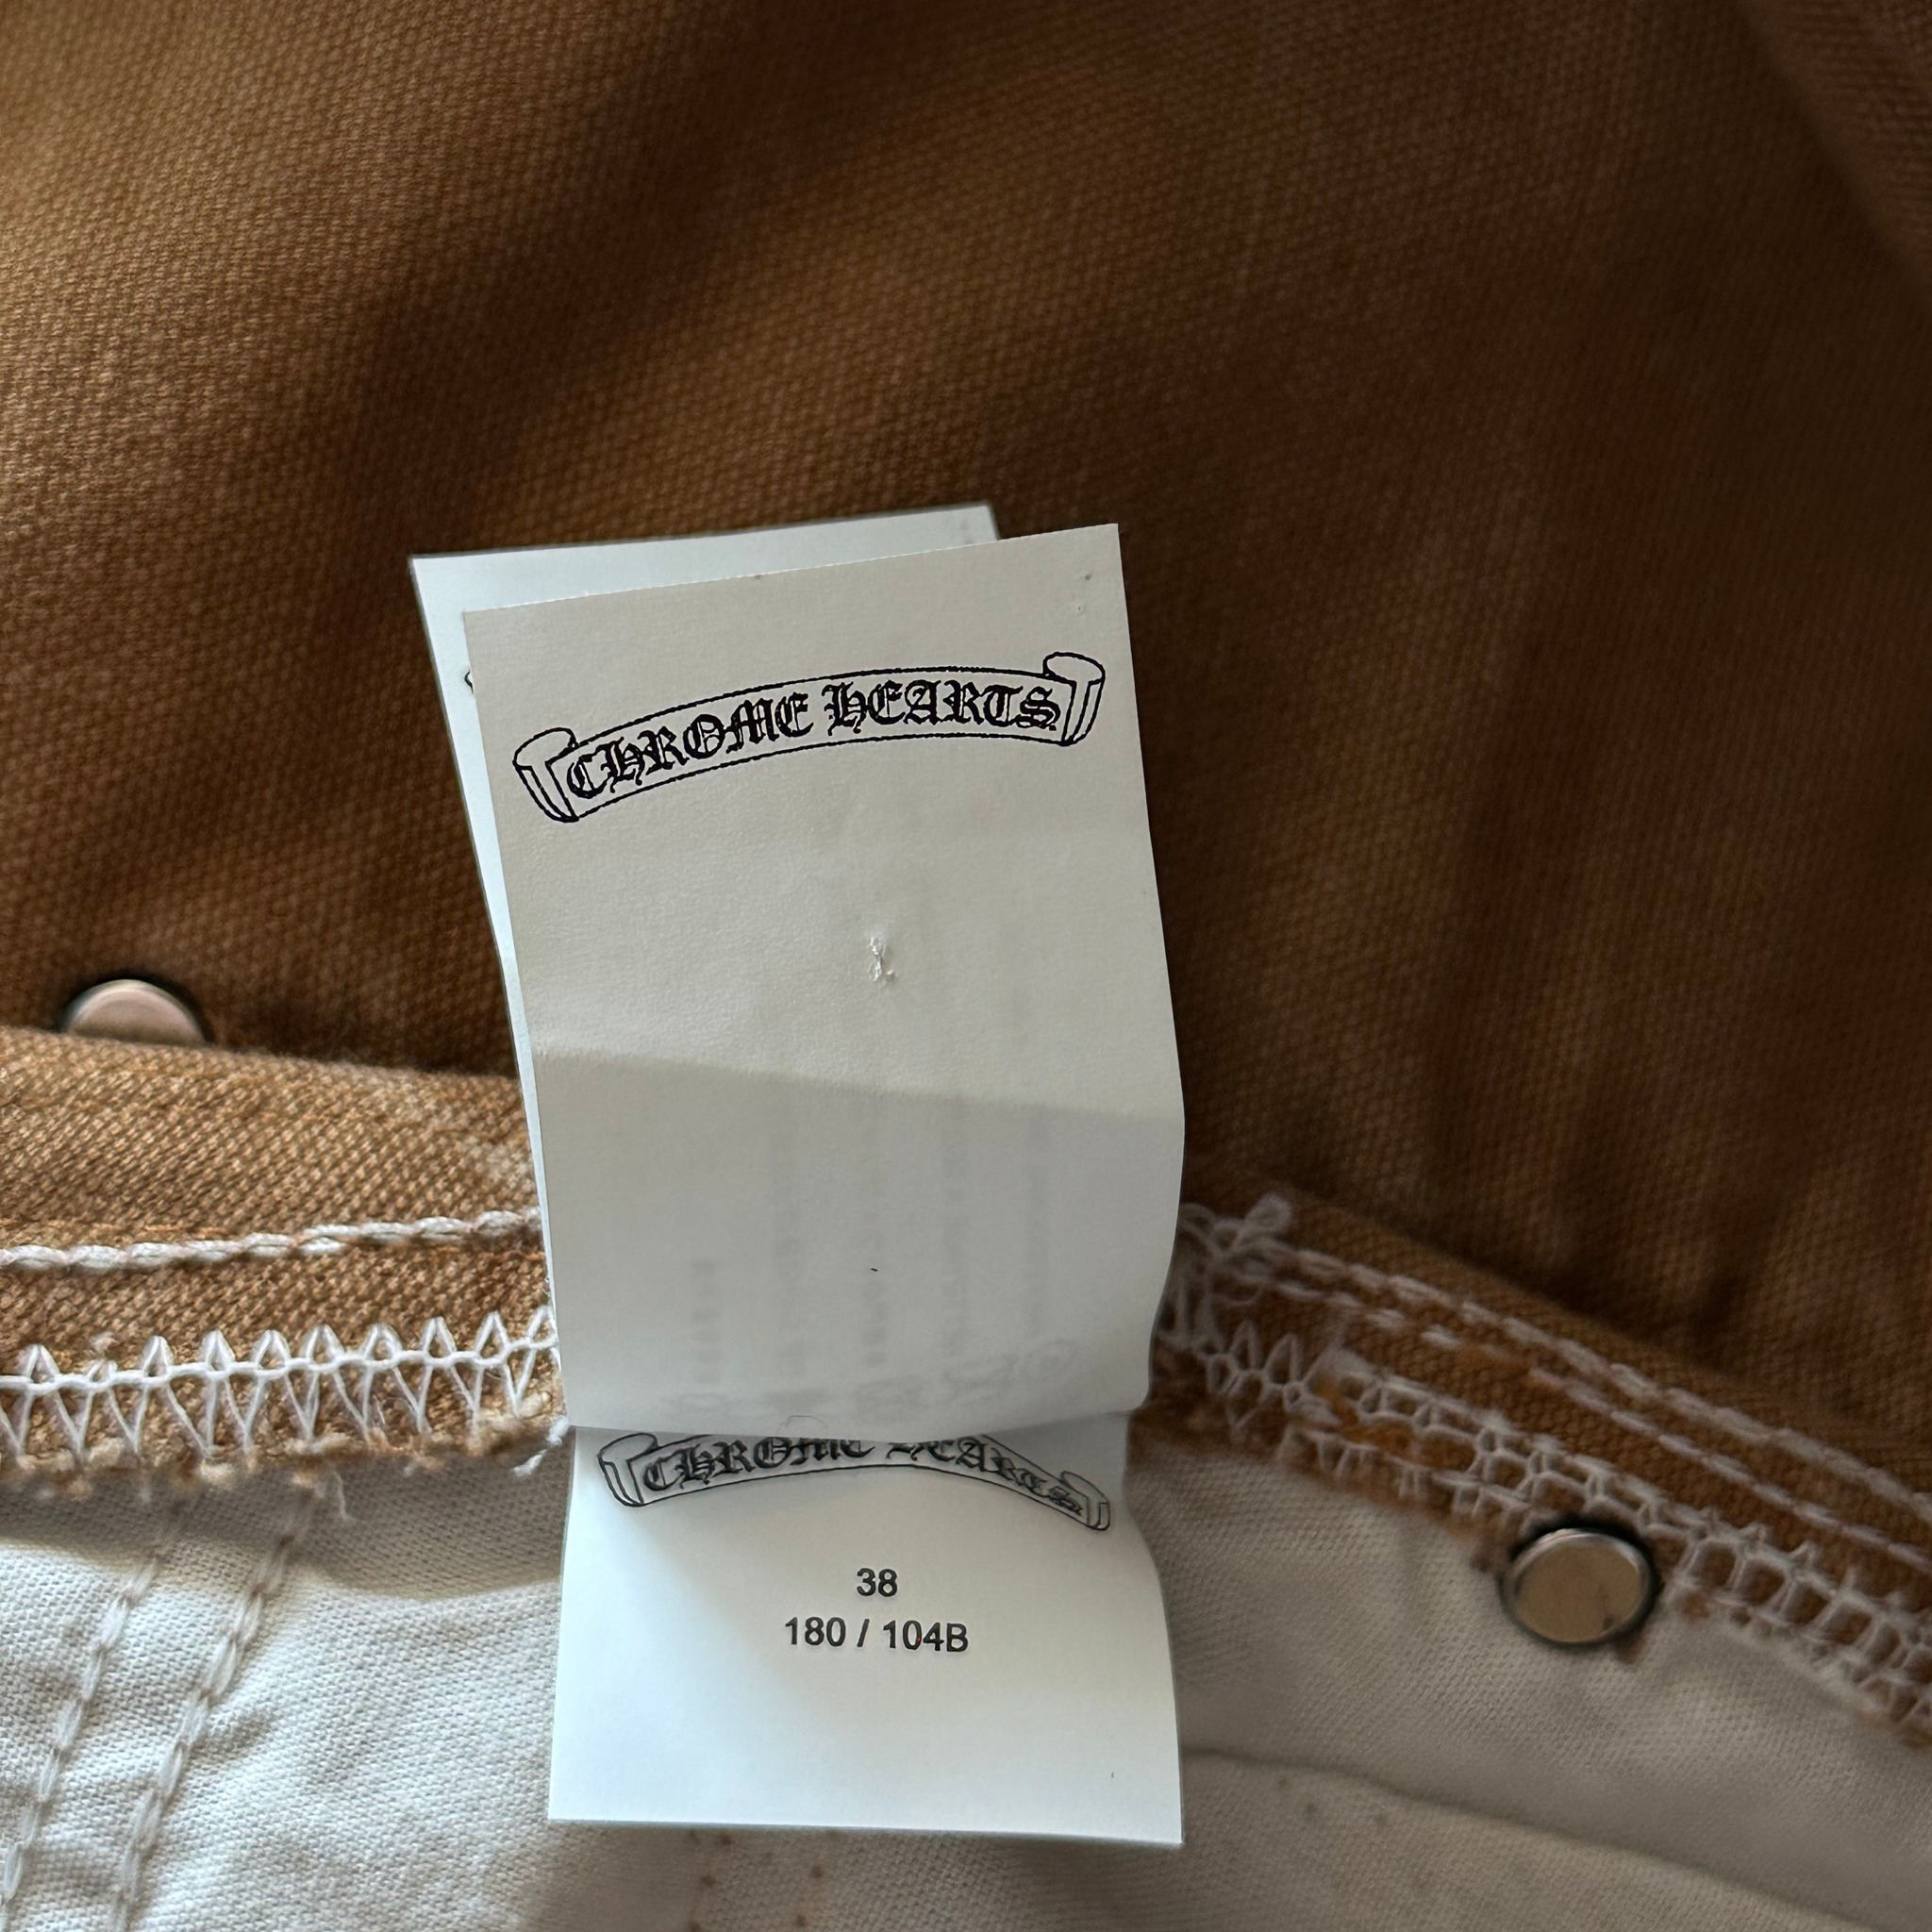 CHROME HEARTS
CHROME HEARTS
38
180 / 104B